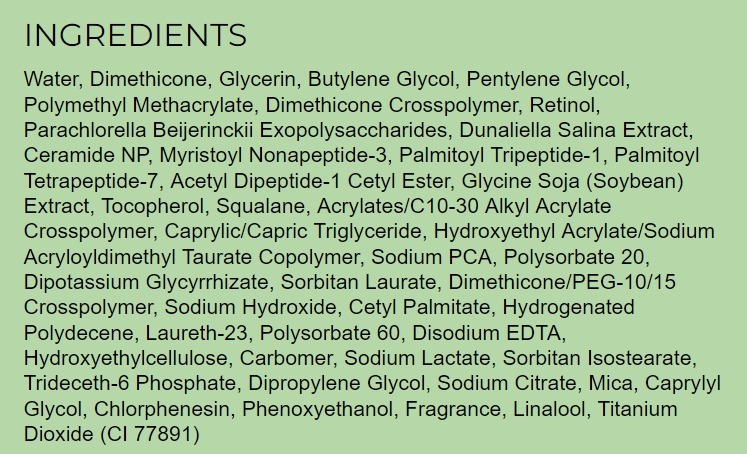 INGREDIENTS
Water, Dimethicone, Glycerin, Butylene Glycol, Pentylene Glycol,
Polymethyl Methacrylate, Dimethicone Crosspolymer, Retinol,
Parachlorella Beijerinckii Exopolysaccharides, Dunaliella Salina Extract,
Ceramide NP, Myristoyl Nonapeptide-3, Palmitoyl Tripeptide-1, Palmitoyl
Tetrapeptide-7, Acetyl Dipeptide-1 Cetyl Ester, Glycine Soja (Soybean)
Extract, Tocopherol, Squalane, Acrylates/C10-30 Alkyl Acrylate
Crosspolymer, Caprylic/Capric Triglyceride, Hydroxyethyl Acrylate/Sodium
Acryloyldimethyl Taurate Copolymer, Sodium PCA, Polysorbate 20,
Dipotassium Glycyrrhizate, Sorbitan Laurate, Dimethicone/PEG-10/15
Crosspolymer, Sodium Hydroxide, Cetyl Palmitate, Hydrogenated
Polydecene, Laureth-23, Polysorbate 60, Disodium EDTA,
Hydroxyethylcellulose, Carbomer, Sodium Lactate, Sorbitan Isostearate,
Trideceth-6 Phosphate, Dipropylene Glycol, Sodium Citrate, Mica, Caprylyl
Glycol, Chlorphenesin, Phenoxyethanol, Fragrance, Linalool, Titanium
Dioxide (CI 77891)